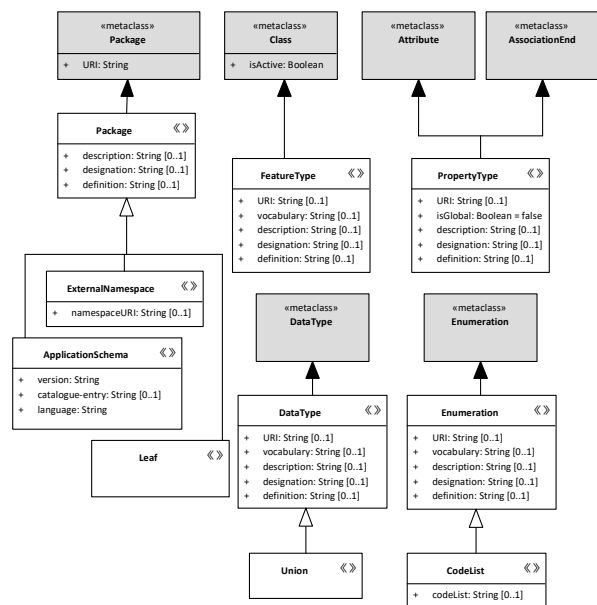 «metaclass»
Package
+ URI: String
«metaclass»
Class
+ isActive: Boolean
«metaclass»
Attribute
«metaclass»
AssociationEnd
Package «»
+ description: String [0..1]
+ designation: String [0..1]
+ definition: String [0..1]
FeatureType «»
+ URI: String [0..1]
+ vocabulary: String [0..1]
+ description: String [0..1]
+ designation: String [0..1]
+ definition: String [0..1]
PropertyType «»
+ URI: String [0..1]
+ isGlobal: Boolean = false
+ description: String [0..1]
+ designation: String [0..1]
+ definition: String [0..1]
ExternalNamespace «»
+ namespaceURI: String [0..1]
ApplicationSchema «»
+ version: String
+ catalogue-entry: String [0..1]
+ language: String
Leaf «»
«metaclass»
DataType
«metaclass»
Enumeration
DataType «»
+ URI: String [0..1]
+ vocabulary: String [0..1]
+ description: String [0..1]
+ designation: String [0..1]
+ definition: String [0..1]
Enumeration «»
+ URI: String [0..1]
+ vocabulary: String [0..1]
+ description: String [0..1]
+ designation: String [0..1]
+ definition: String [0..1]
Union «»
CodeList «»
+ codeList: String [0..1]